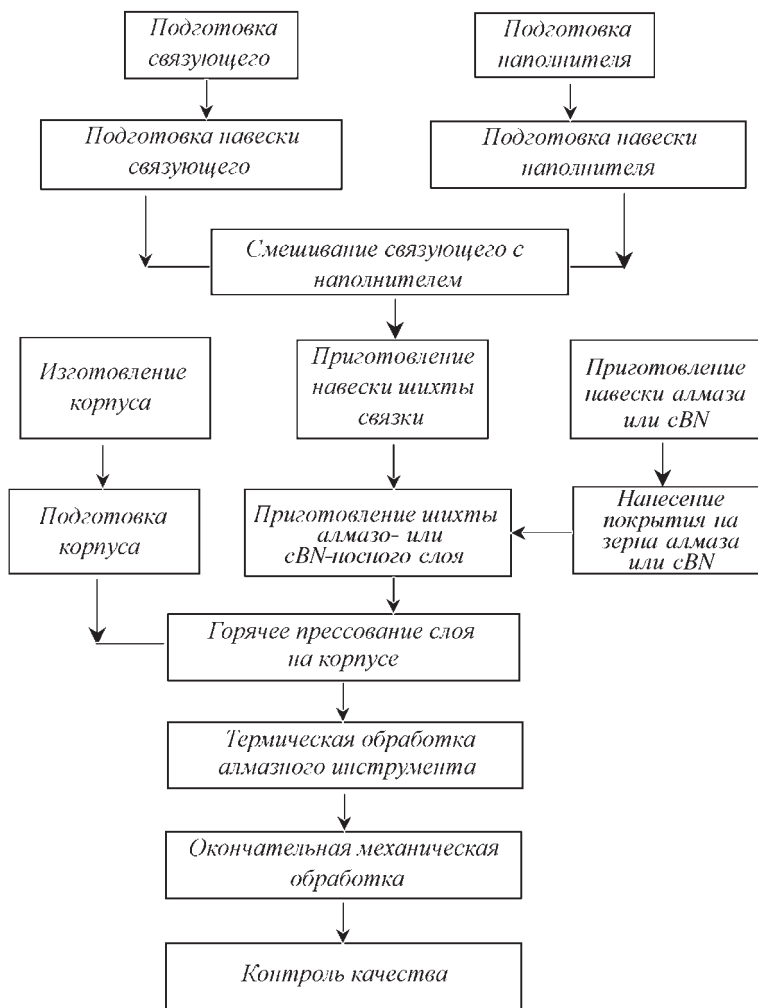 Подготовка
связующего
Подготовка
наполнителя
Подготовка навески
связующего
Подготовка навески
наполнителя
Смешивание связующего с
наполнителем
Изготовление
корпуса
Приготовление
навески шихты
связки
Приготовление
навески алмаза
или cBN
Подготовка
корпуса
Приготовление шихты
алмазо- или
cBN-носного слоя
Нанесение
покрытия на
зерна алмаза
или cBN
Горячее прессование слоя
на корпусе
Термическая обработка
алмазного инструмента
Окончательная механическая
обработка
Контроль качества